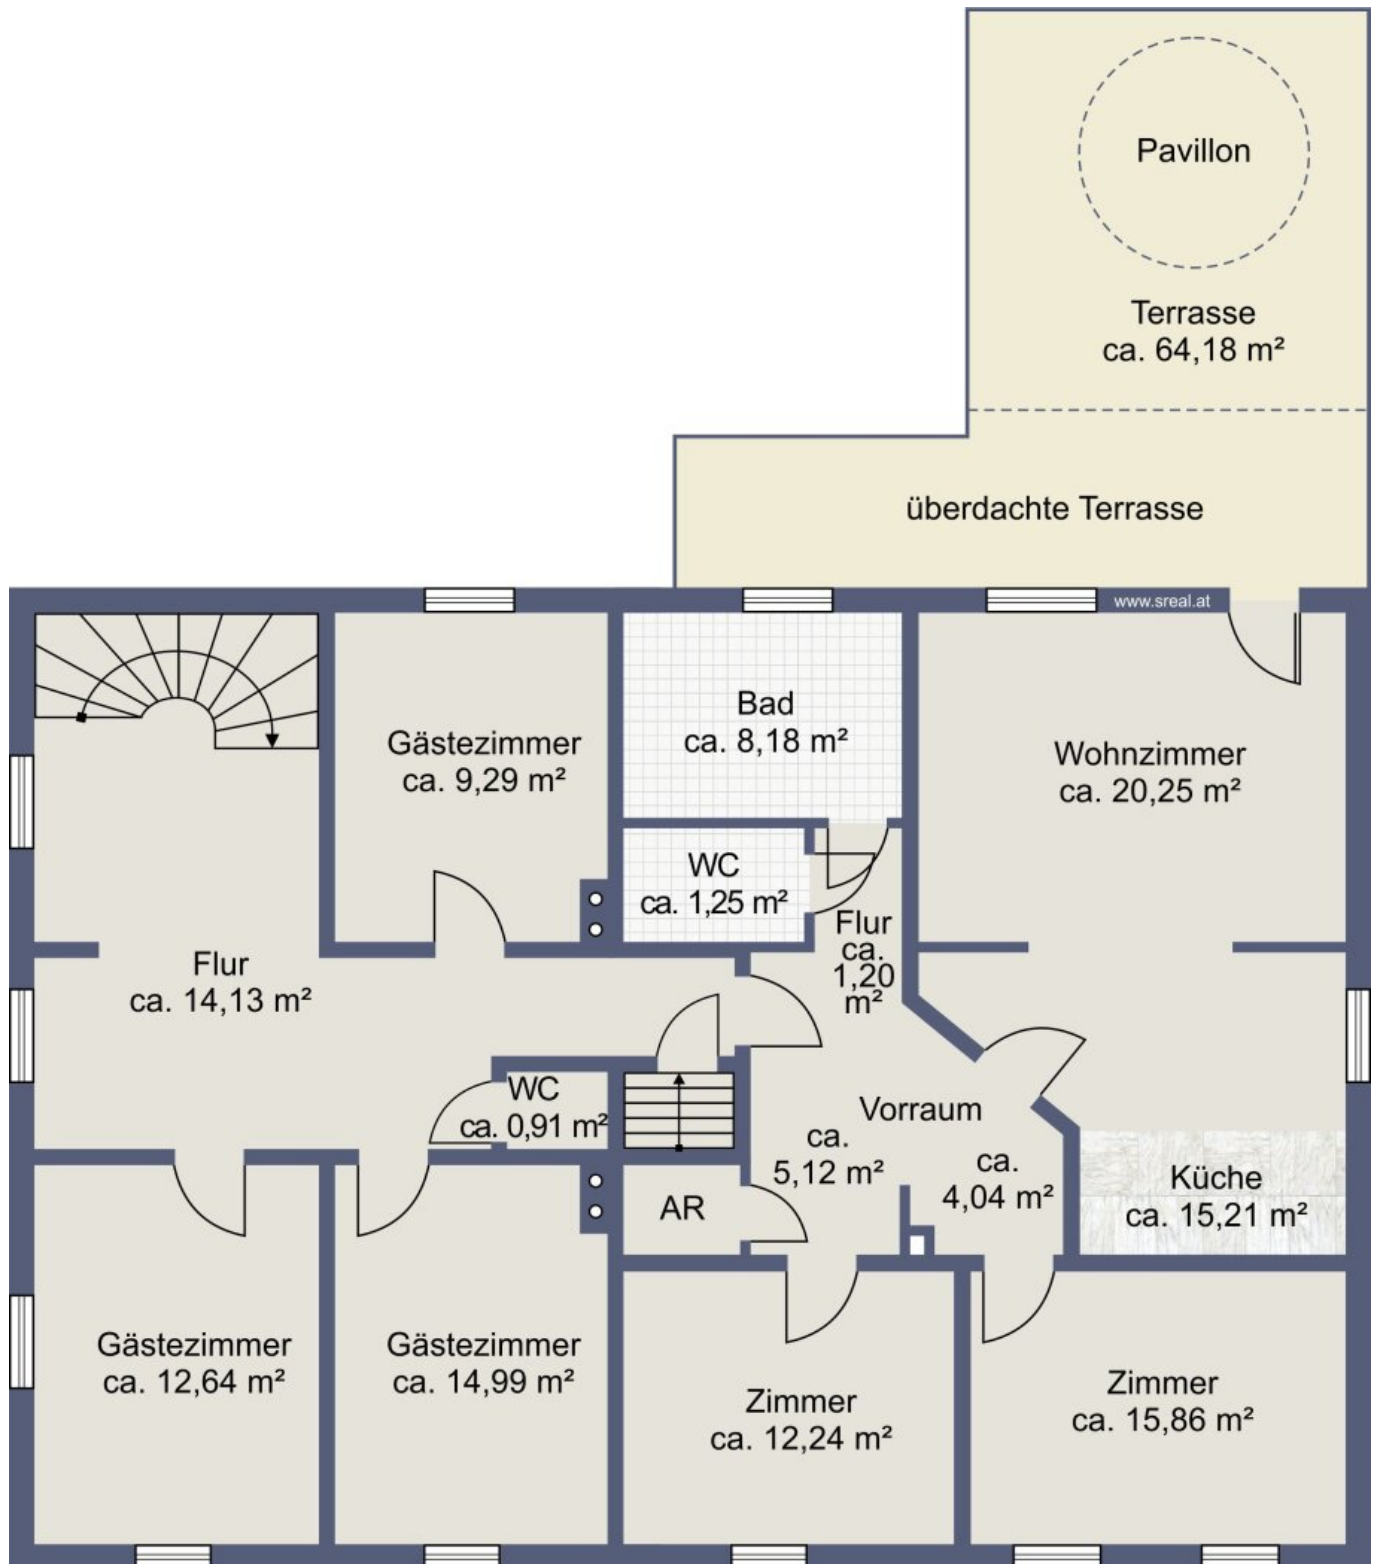 Pavillon
Terrasse
ca. 64,18 m²
überdachte Terrasse
www.sreal.at
Gästezimmer
ca. 9,29 m²
Bad
ca. 8,18 m²
Wohnzimmer
ca. 20,25 m²
WC
ca. 1,25 m²
Flur
ca.
1,20
m²
Flur
ca. 14,13 m²
WC
ca. 0,91 m²
Vorraum
ca.
5,12 m²
ca.
4,04 m²
Küche
ca. 15,21 m²
AR
Gästezimmer
ca. 12,64 m²
Gästezimmer
ca. 14,99 m²
Zimmer
ca. 12,24 m²
Zimmer
ca. 15,86 m²